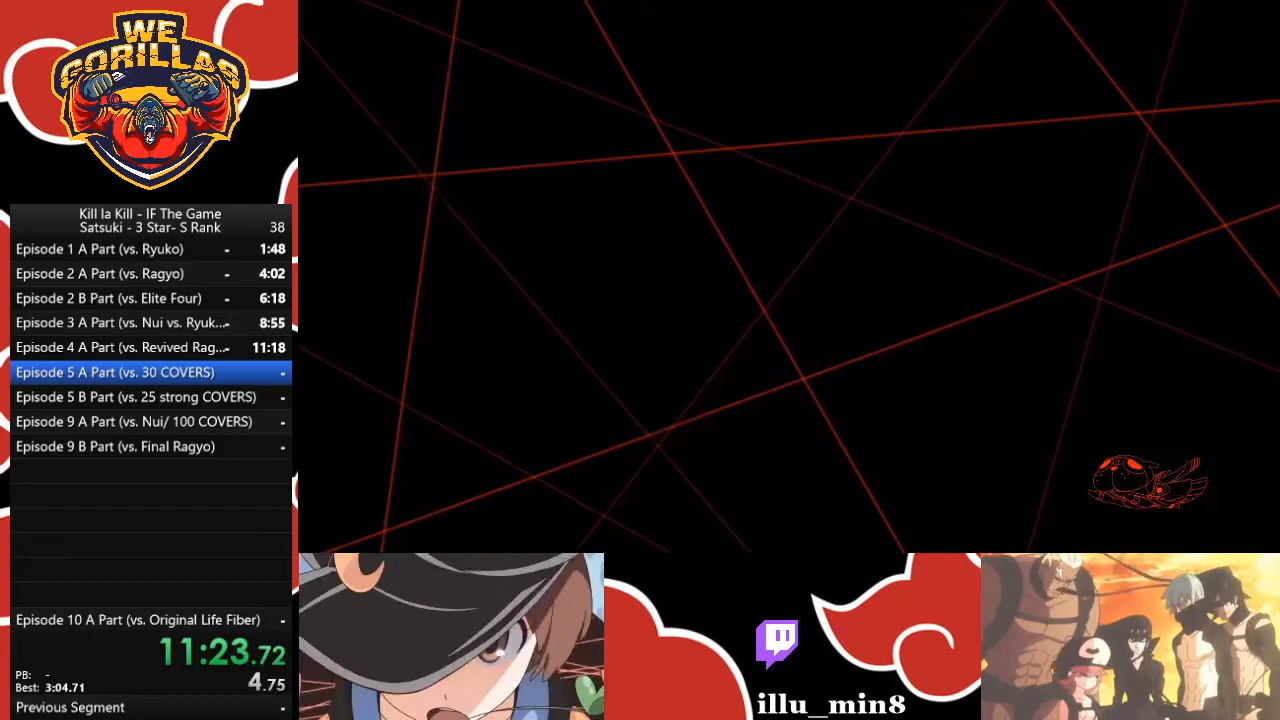 WE
GORILLAS
Kill la Kill - IF The Game
Satsuki - 3 Star- S Rank 38
Episode 1 A Part (vs. Ryuko) - 1:48
Episode 2 A Part (vs. Ragyo) - 4:02
Episode 2 B Part (vs. Elite Four) - 6:18
Episode 3 A Part (vs. Nui vs. Ryuk...- 8:55
Episode 4 A Part (vs. Revived Rag...- 11:18
Episode 5 A Part (vs. 30 COVERS) -
Episode 5 B Part (vs. 25 strong COVERS) -
Episode 9 A Part (vs. Nui/ 100 COVERS) -
Episode 9 B Part (vs. Final Ragyo) -
Episode 10 A Part (vs. Original Life Fiber) -
11:23.72
PB: -
Best: 3:04.71 4.75
Previous Segment -
illu_min8